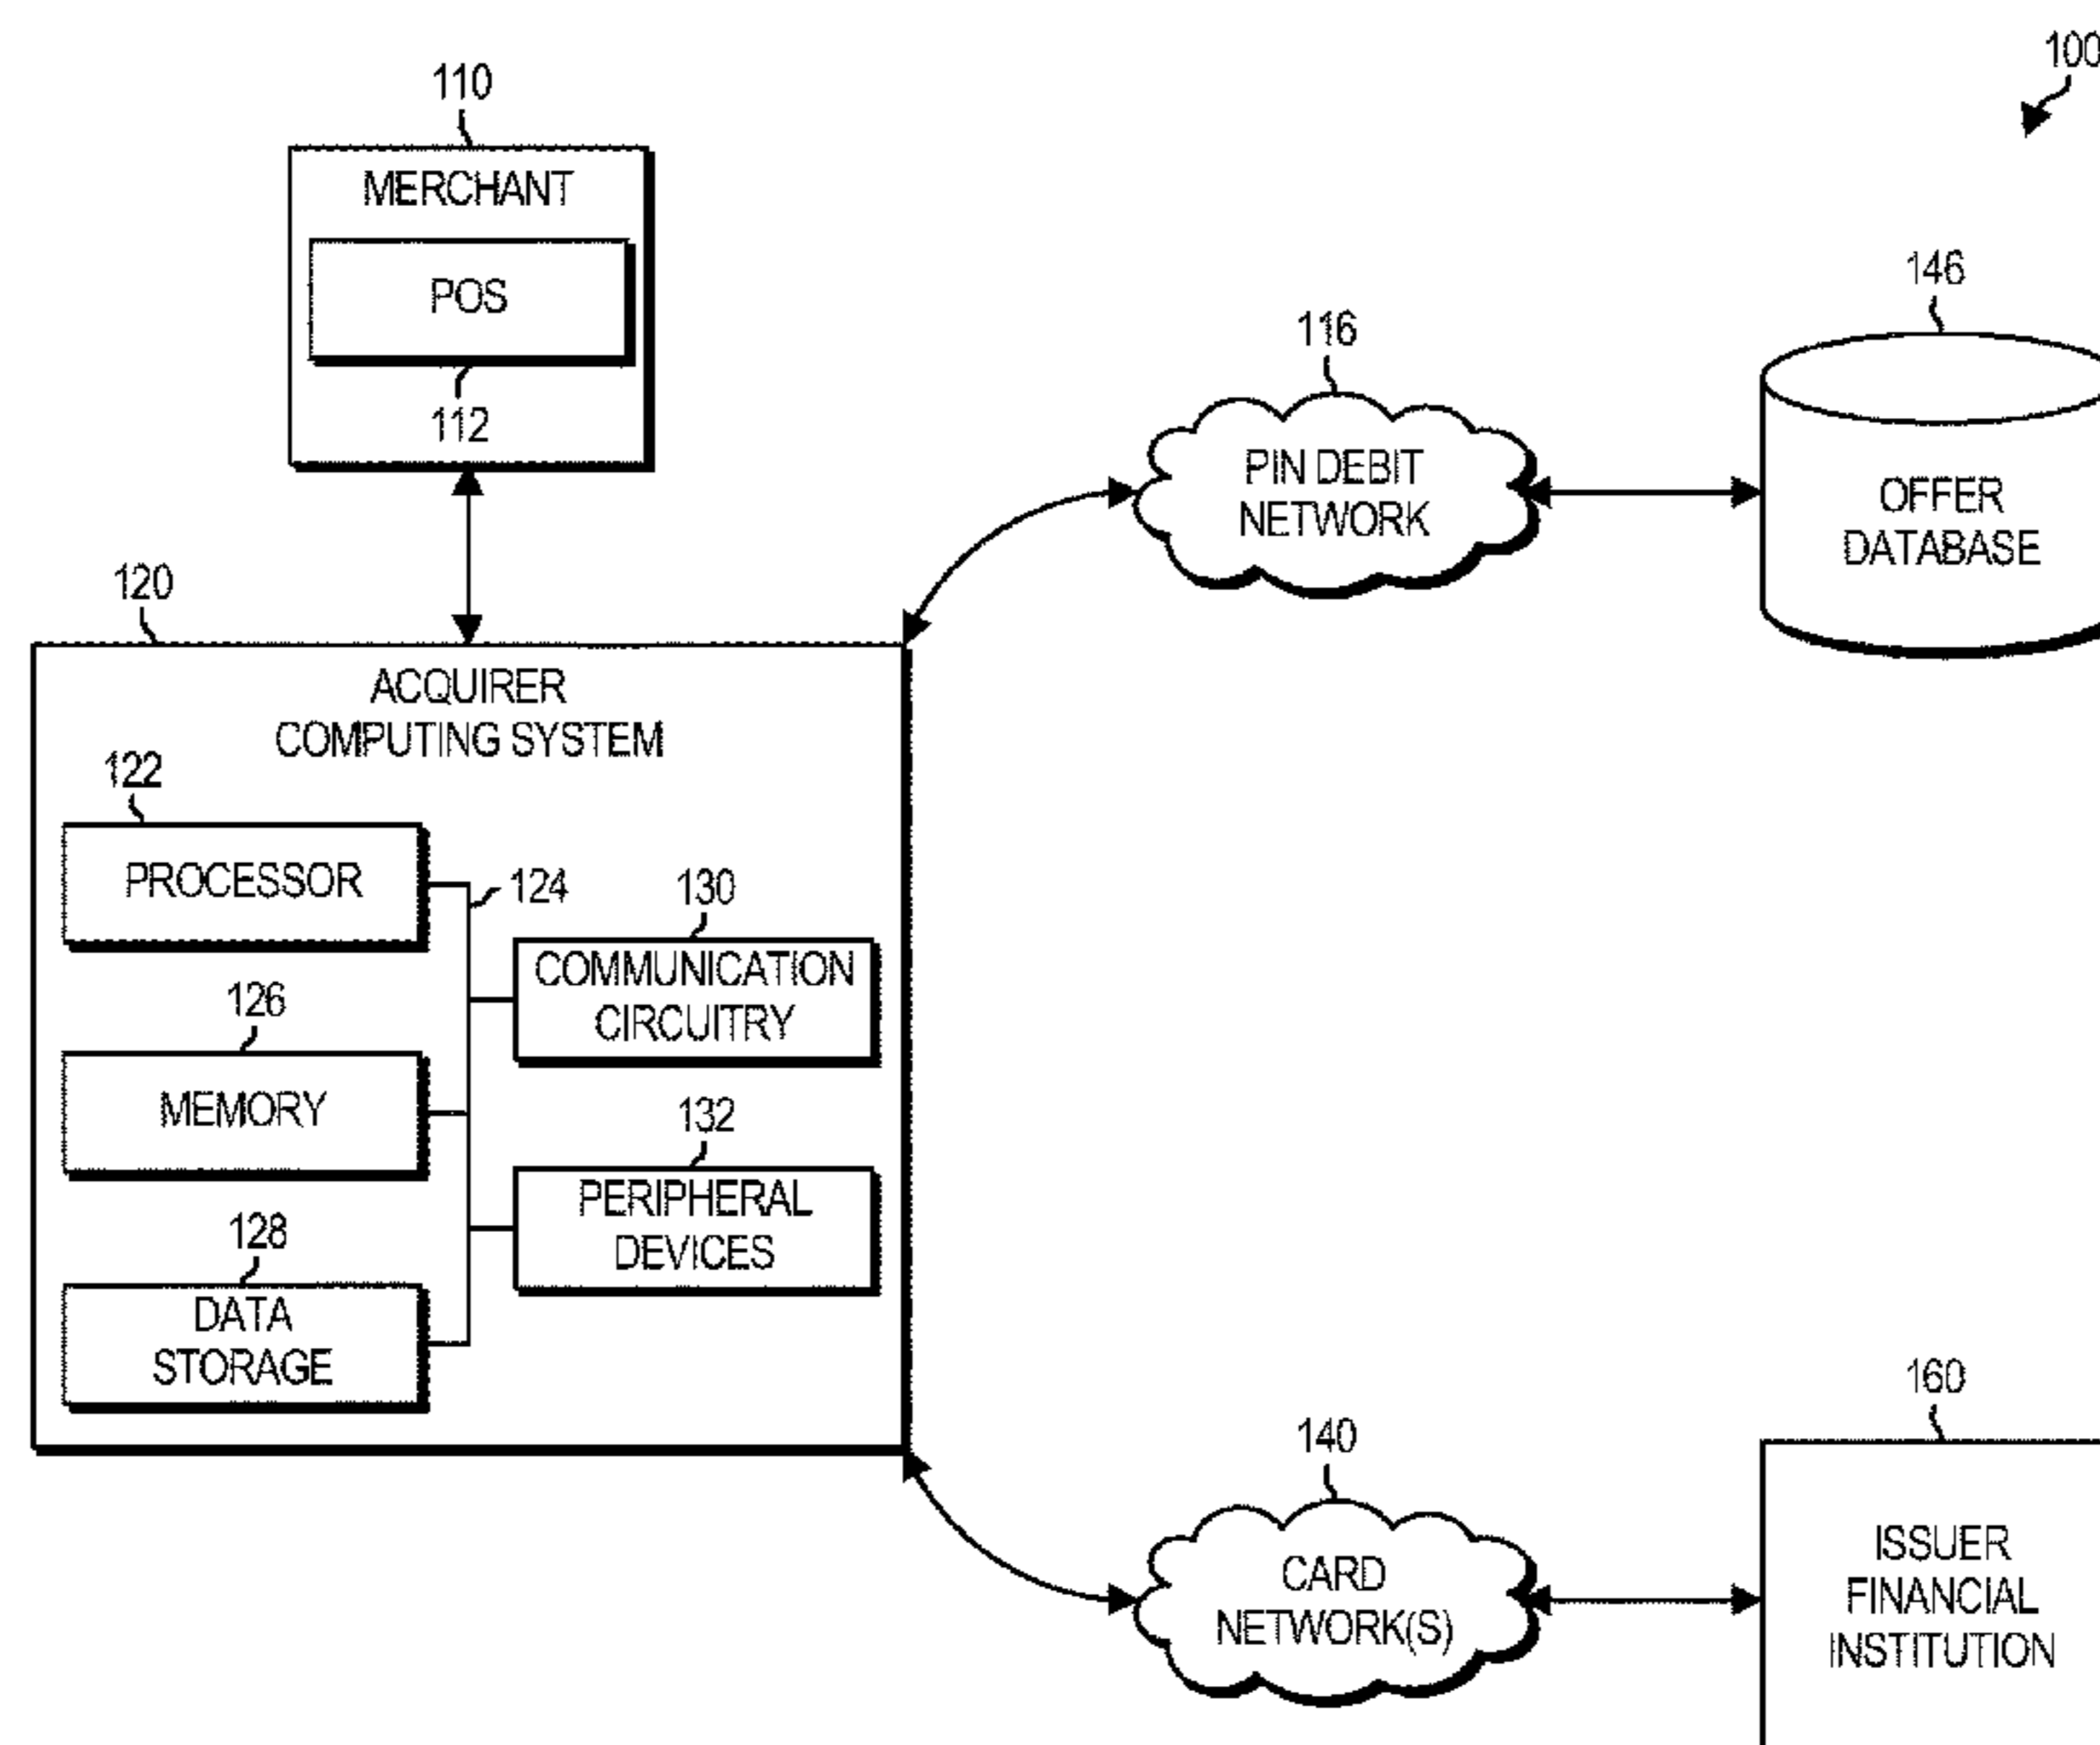 100
110
MERCHANT
POS
112
146
116
PIN DEBIT
NETWORK
OFFER
DATABASE
120
ACQUIRER
COMPUTING SYSTEM
122
PROCESSOR
124
130
COMMUNICATION
CIRCUITRY
126
MEMORY
132
PERIPHERAL
DEVICES
128
DATA
STORAGE
160
140
CARD
NETWORK(S)
ISSUER
FINANCIAL
INSTITUTION